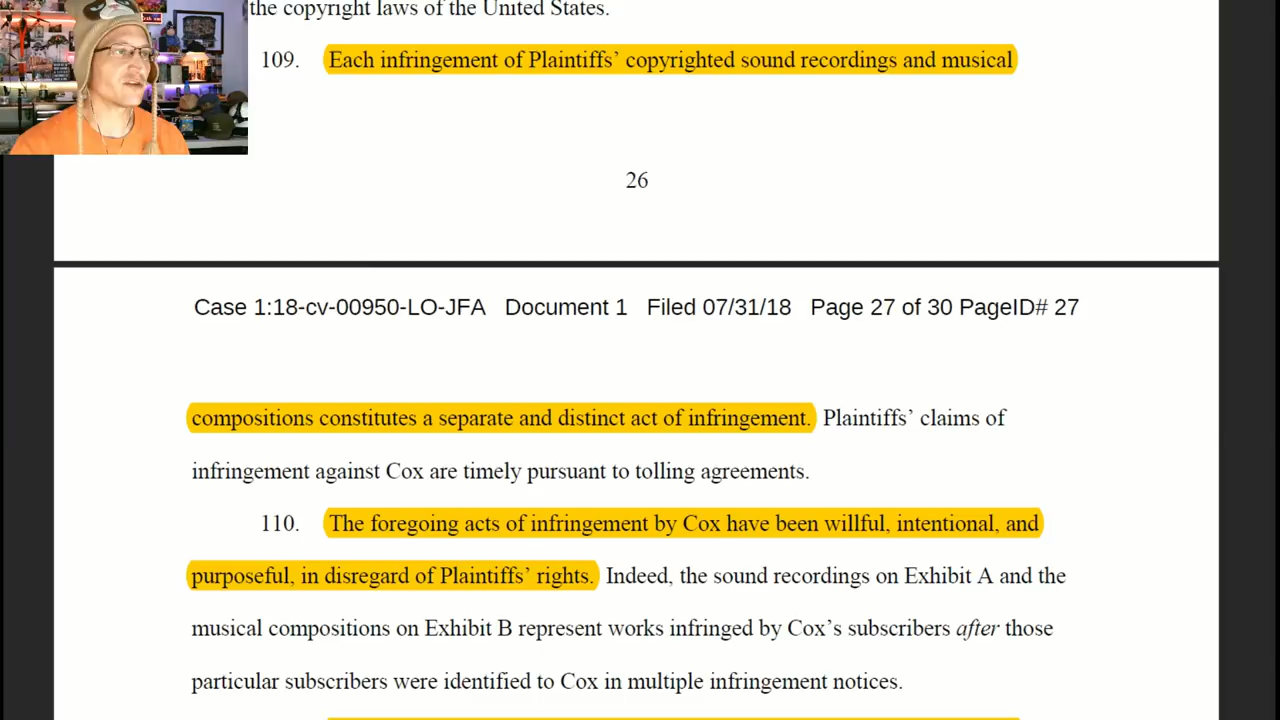 the copyright laws of the United States.
109. Each infringement of Plaintiffs’ copyrighted sound recordings and musical
26
Case 1:18-cv-00950-LO-JFA Document 1 Filed 07/31/18 Page 27 of 30 PageID# 27
compositions constitutes a separate and distinct act of infringement. Plaintiffs’ claims of
infringement against Cox are timely pursuant to tolling agreements.
110. The foregoing acts of infringement by Cox have been willful, intentional, and
purposeful, in disregard of Plaintiffs’ rights. Indeed, the sound recordings on Exhibit A and the
musical compositions on Exhibit B represent works infringed by Cox’s subscribers after those
particular subscribers were identified to Cox in multiple infringement notices.